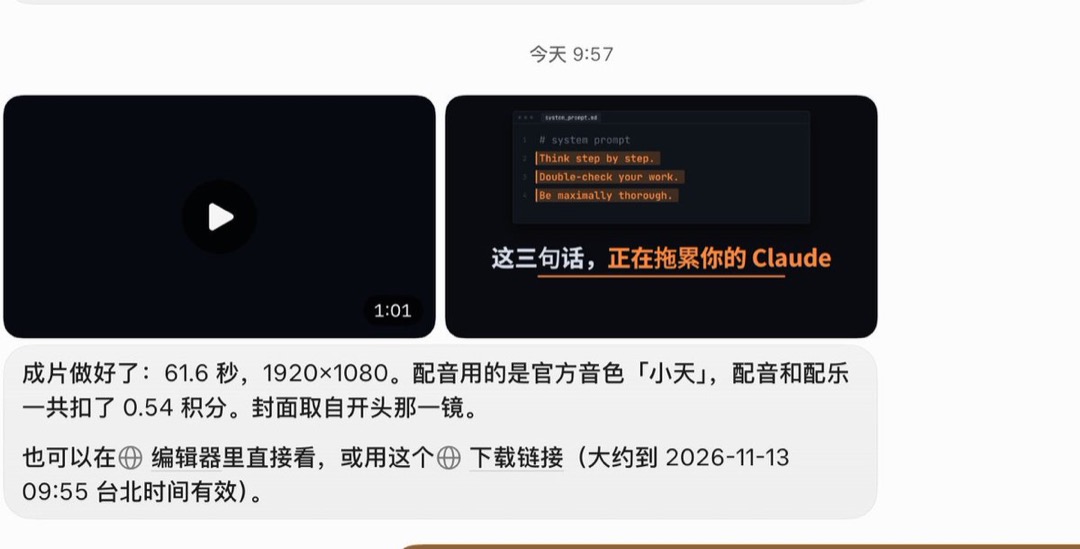 今天 9:57
1:01
system_prompt.md
1 # system prompt
2 Think step by step.
3 Double-check your work.
4 Be maximally thorough.
这三句话，正在拖累你的 Claude
成片做好了：61.6 秒，1920×1080。配音用的是官方音色「小天」，配音和配乐
一共扣了 0.54 积分。封面取自开头那一镜。
也可以在 编辑器里直接看，或用这个 下载链接（大约到 2026-11-13
09:55 台北时间有效）。